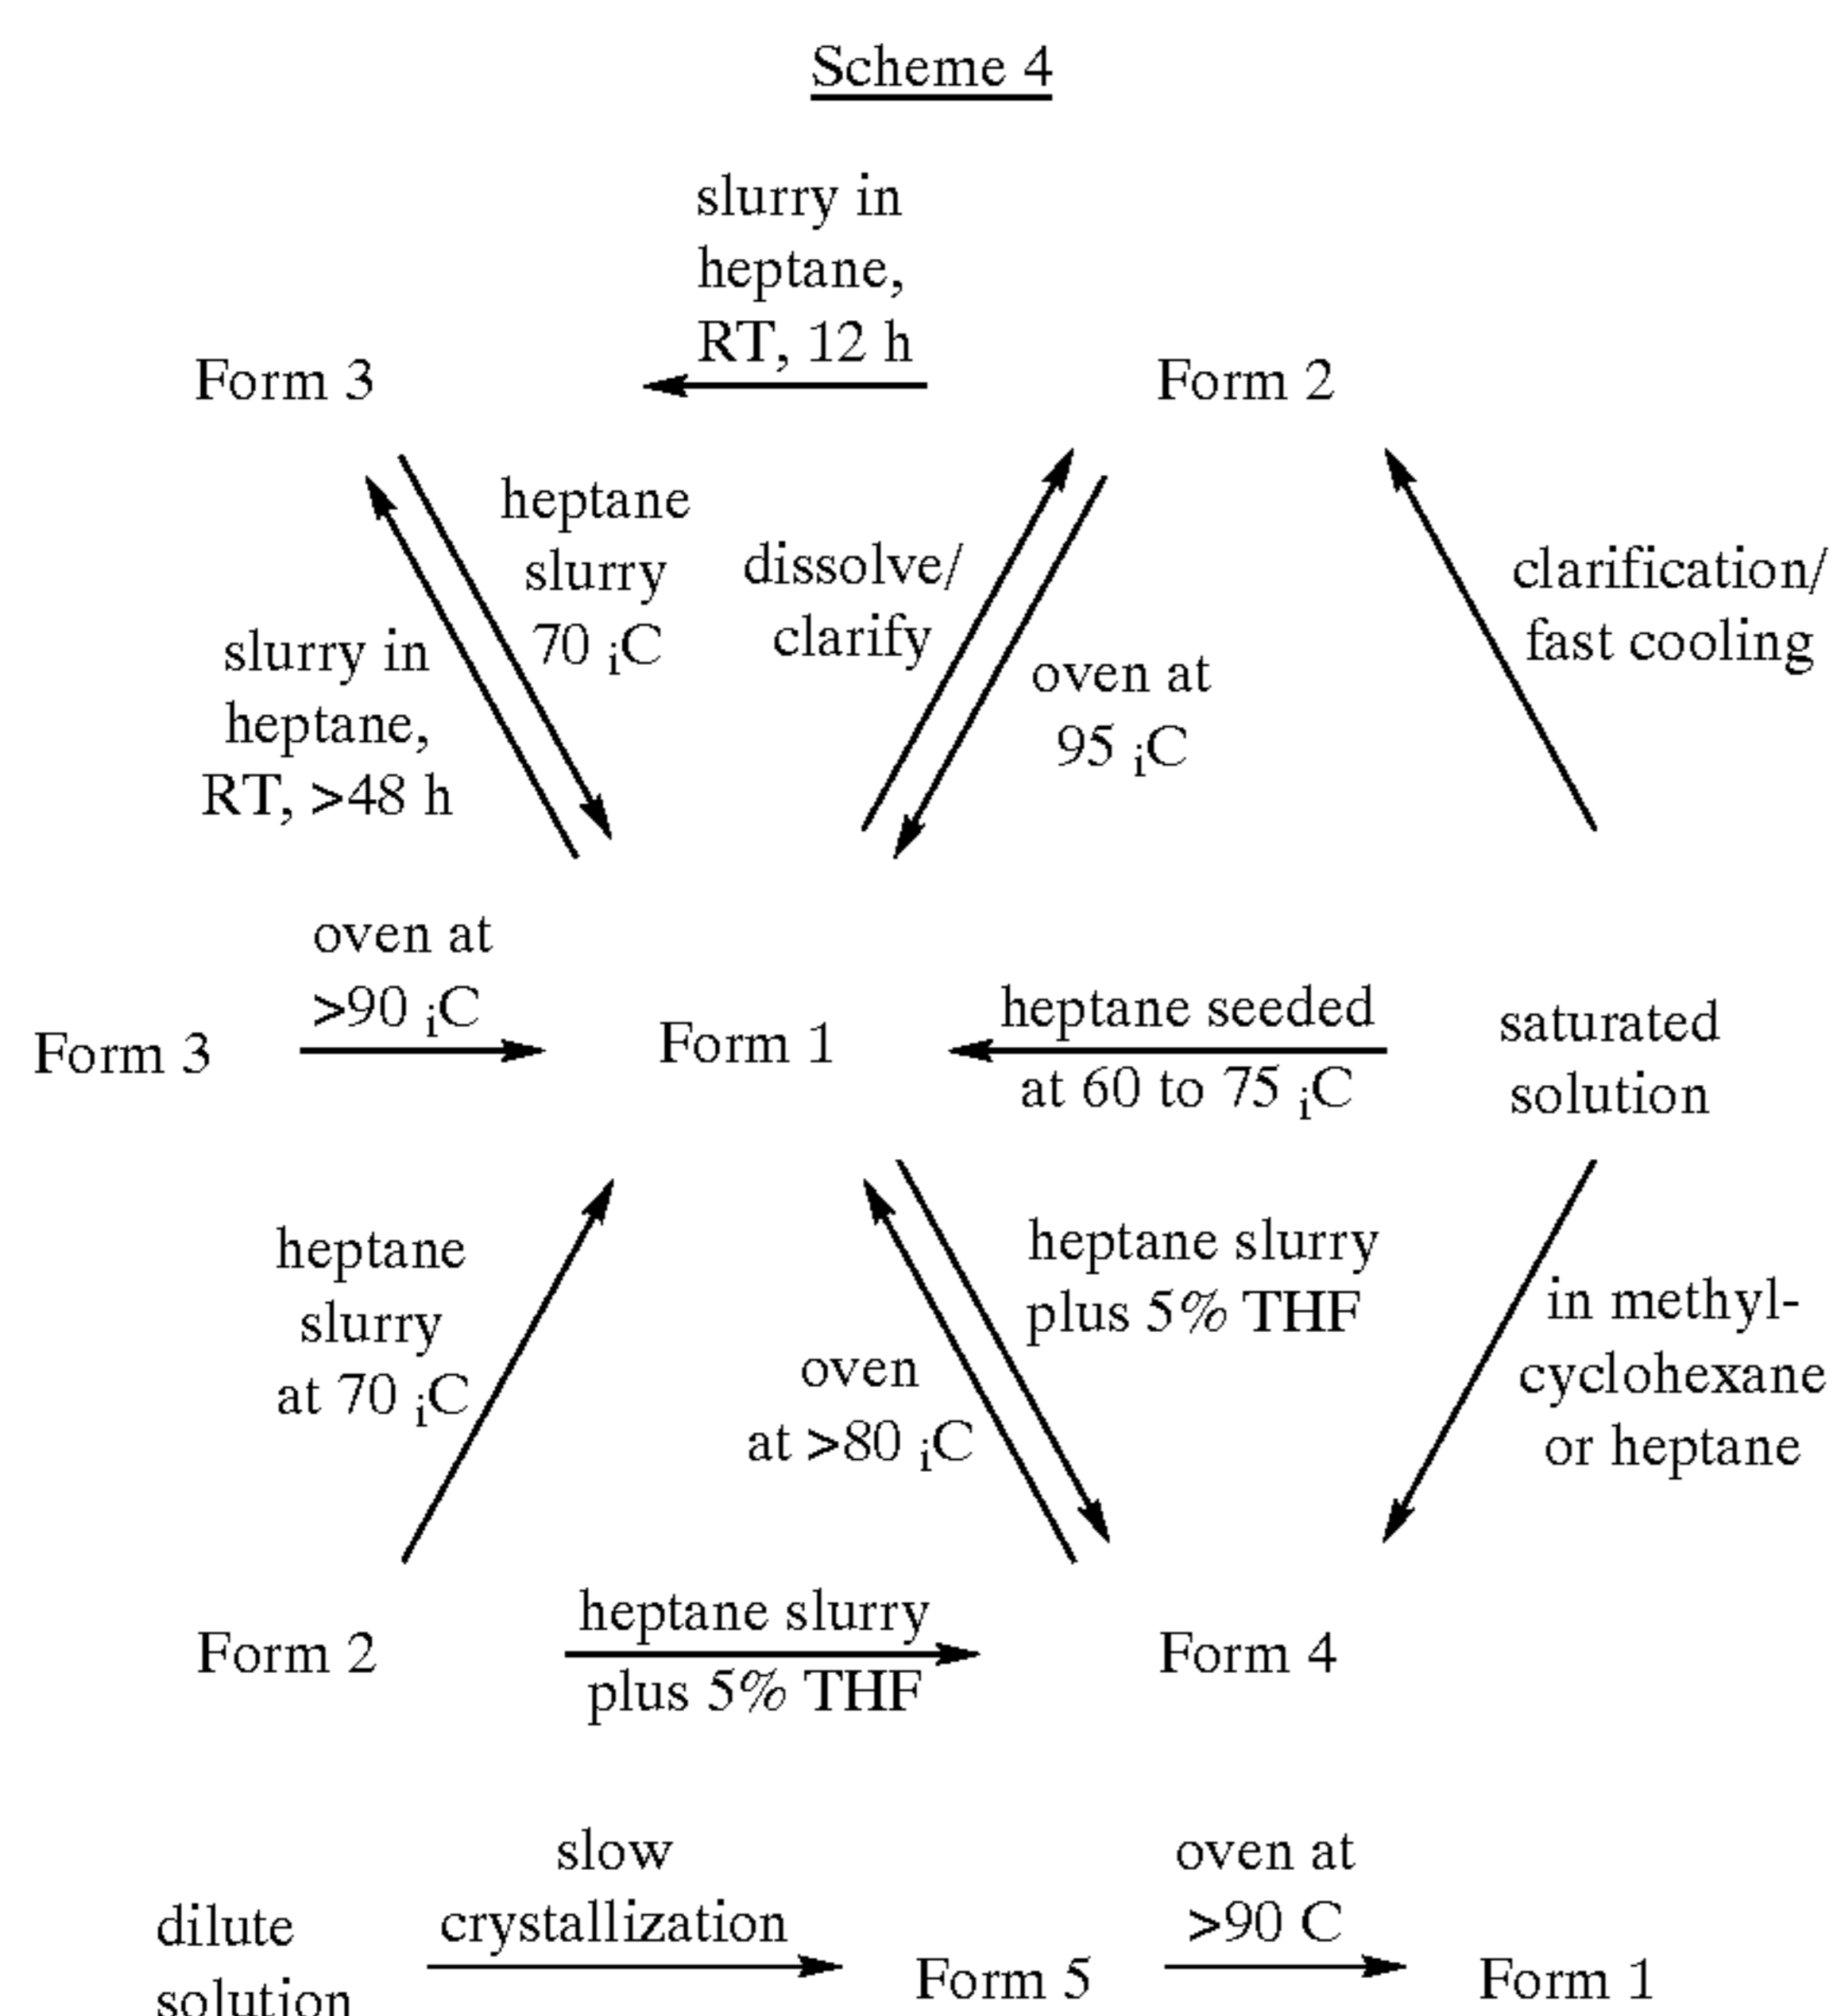 Scheme 4
slurry in
heptane,
RT, 12 h
Form 3
Form 2
heptane
slurry
70 ¡C
dissolve/
clarify
clarification/
fast cooling
slurry in
heptane,
RT, >48 h
oven at
95 ¡C
oven at
>90 ¡C
Form 3
Form 1
heptane seeded
at 60 to 75 ¡C
saturated
solution
heptane
slurry
at 70 ¡C
heptane slurry
plus 5% THF
oven
at >80 ¡C
in methyl-
cyclohexane
or heptane
Form 2
heptane slurry
plus 5% THF
Form 4
dilute
solution
slow
crystallization
Form 5
oven at
>90 C
Form 1